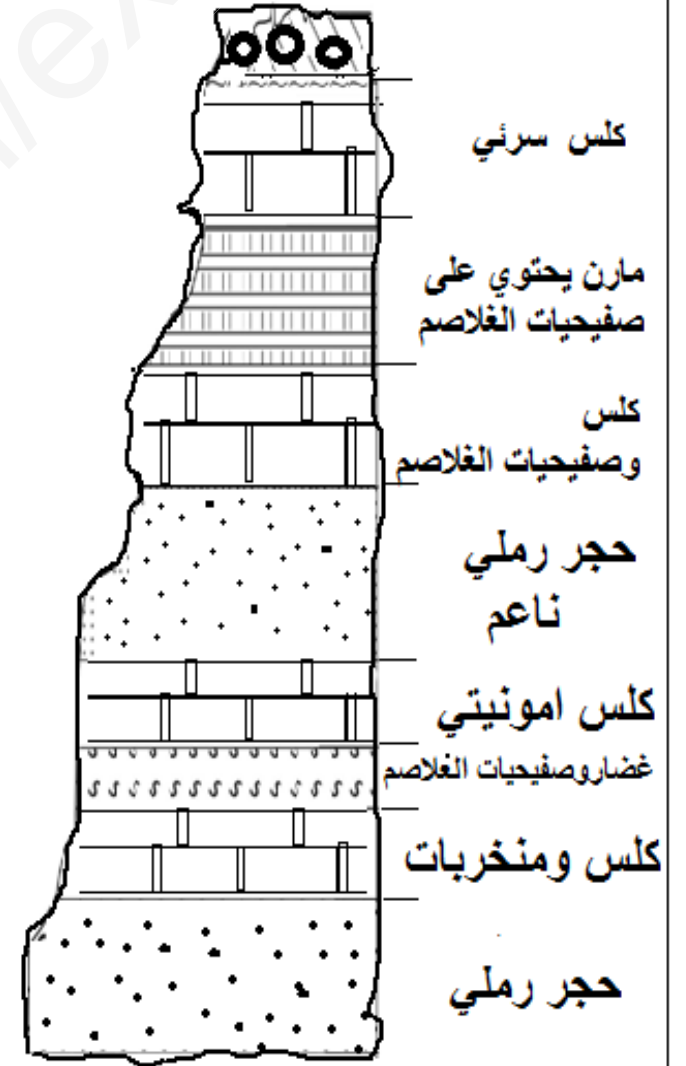 كلس سرئي
مارن يحتوي على
صفيحيات الغلاصم
كلس
وصفيحيات الغلاصم
حجر رملي
ناعم
كلس امونيتي
غضاروصفيحيات الغلاصم
كلس ومنخربات
حجر رملي